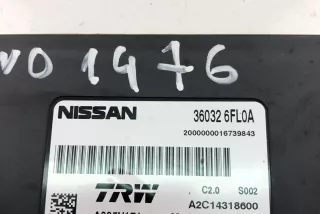 VO 1476
NISSAN 36032 6FL0A
2000000016739843
TRW C2.0 S002
A2C14318600